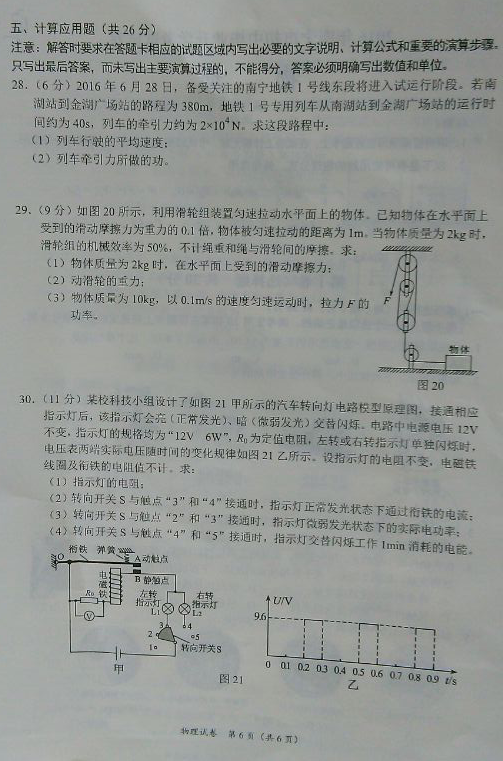 五、计算应用题（共26分）
注意：解答时要求在答题卡相应的试题区域内写出必要的文字说明、计算公式和重要的演算步骤。
只写出最后答案，而未写出主要演算过程的，不能得分，答案必须明确写出数值和单位。
28.（6分）2016年6月28日，备受关注的南宁地铁1号线东段将进入试运行阶段。若南
湖站到金湖广场站的路程为380m，地铁1号专用列车从南湖站到金湖广场站的运行时
间约为40s，列车的牵引力约为2×10⁴N。求这段路程中：
（1）列车行驶的平均速度；
（2）列车牵引力所做的功。
29.（9分）如图20所示，利用滑轮组装置匀速拉动水平面上的物体。已知物体在水平面上
受到的滑动摩擦力为重力的0.1倍，物体被匀速拉动的距离为1m。当物体质量为2kg时，
滑轮组的机械效率为50%，不计绳重和绳与滑轮间的摩擦。求：
（1）物体质量为2kg时，在水平面上受到的滑动摩擦力；
（2）动滑轮的重力；
（3）物体质量为10kg，以0.1m/s的速度匀速运动时，拉力F的
功率。
F
物体
图20
30.（11分）某校科技小组设计了如图21甲所示的汽车转向灯电路模型原理图，接通相应
指示灯后，该指示灯会亮（正常发光）、暗（微弱发光）交替闪烁。电路中电源电压12V
不变，指示灯的规格均为“12V 6W”，R₀为定值电阻，左转或右转指示灯单独闪烁时，
电压表两端实际电压随时间的变化规律如图21乙所示。设指示灯的电阻不变，电磁铁
线圈及衔铁的电阻值不计。求：
（1）指示灯的电阻；
（2）转向开关S与触点“3”和“4”接通时，指示灯正常发光状态下通过衔铁的电流；
（3）转向开关S与触点“2”和“3”接通时，指示灯微弱发光状态下的实际电功率；
（4）转向开关S与触点“4”和“5”接通时，指示灯交替闪烁工作1min消耗的电能。
衔铁 弹簧
O
A动触点
B 静触点
电
磁
铁
R₀
V
左转
指示灯
L₁
右转
指示灯
L₂
3 4
2 5
1
转向开关S
甲
图21
U/V
9.6
0 0.1 0.2 0.3 0.4 0.5 0.6 0.7 0.8 0.9 t/s
乙
物理试卷 第6页（共6页）